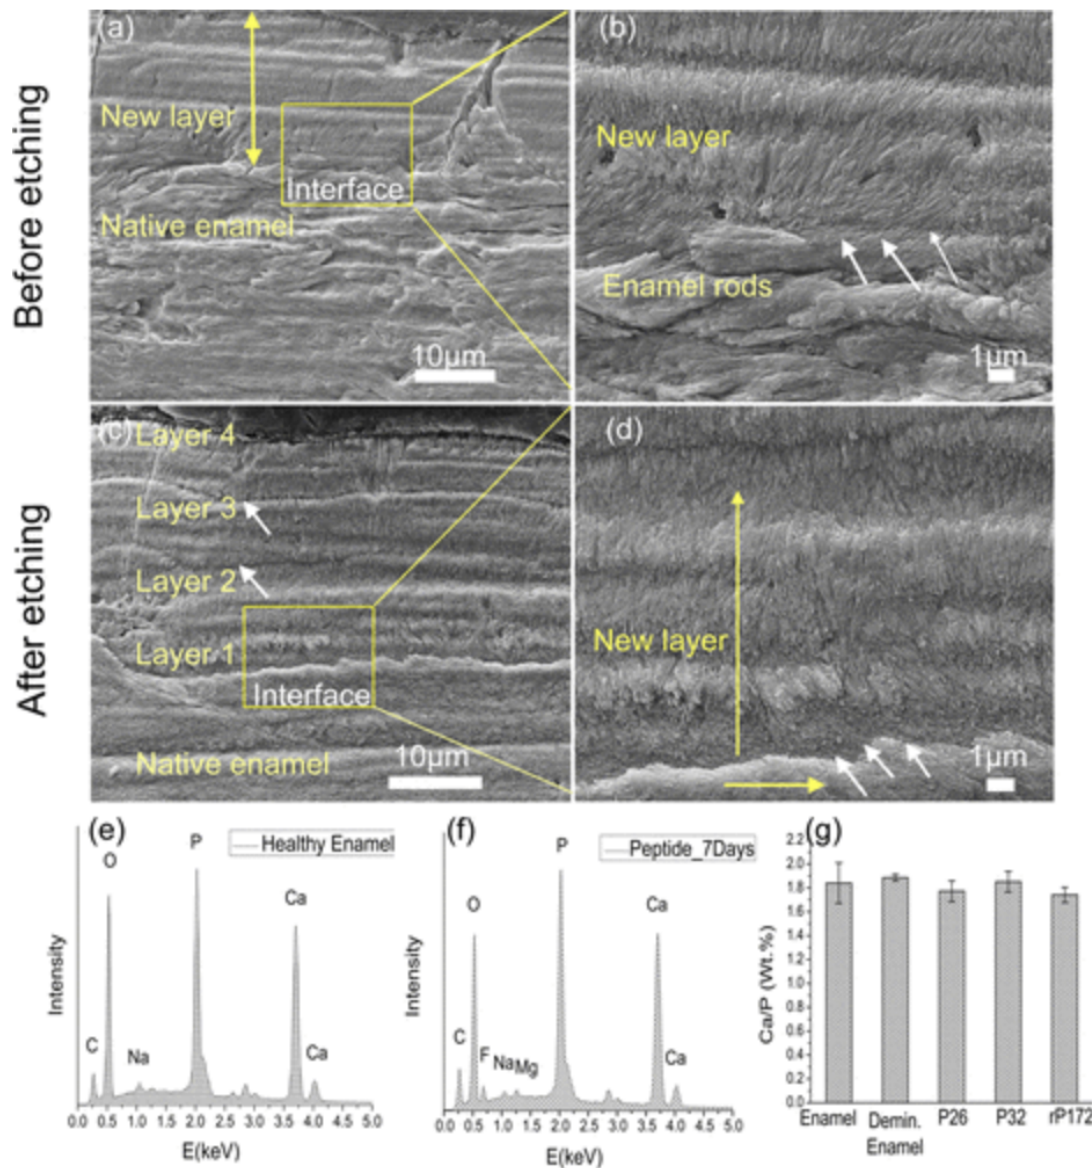 Before etching
(a)
New layer
Interface
Native enamel
10μm
(b)
New layer
Enamel rods
1μm
After etching
(c)
Layer 4
Layer 3
Layer 2
Layer 1
Interface
Native enamel
10μm
(d)
New layer
1μm
(e)
Healthy Enamel
O
P
Ca
C
Na
Ca
Intensity
0.0 0.5 1.0 1.5 2.0 2.5 3.0 3.5 4.0 4.5 5.0
E(keV)
(f)
Peptide_7Days
P
O
Ca
C
F
Na
Mg
Ca
Intensity
0.0 0.5 1.0 1.5 2.0 2.5 3.0 3.5 4.0 4.5 5.0
E(keV)
(g)
Ca/P (Wt.%)
2.2
2.0
1.8
1.6
1.4
1.2
1.0
0.8
0.6
0.4
0.2
0.0
Enamel
Demin.
Enamel
P26
P32
rP172